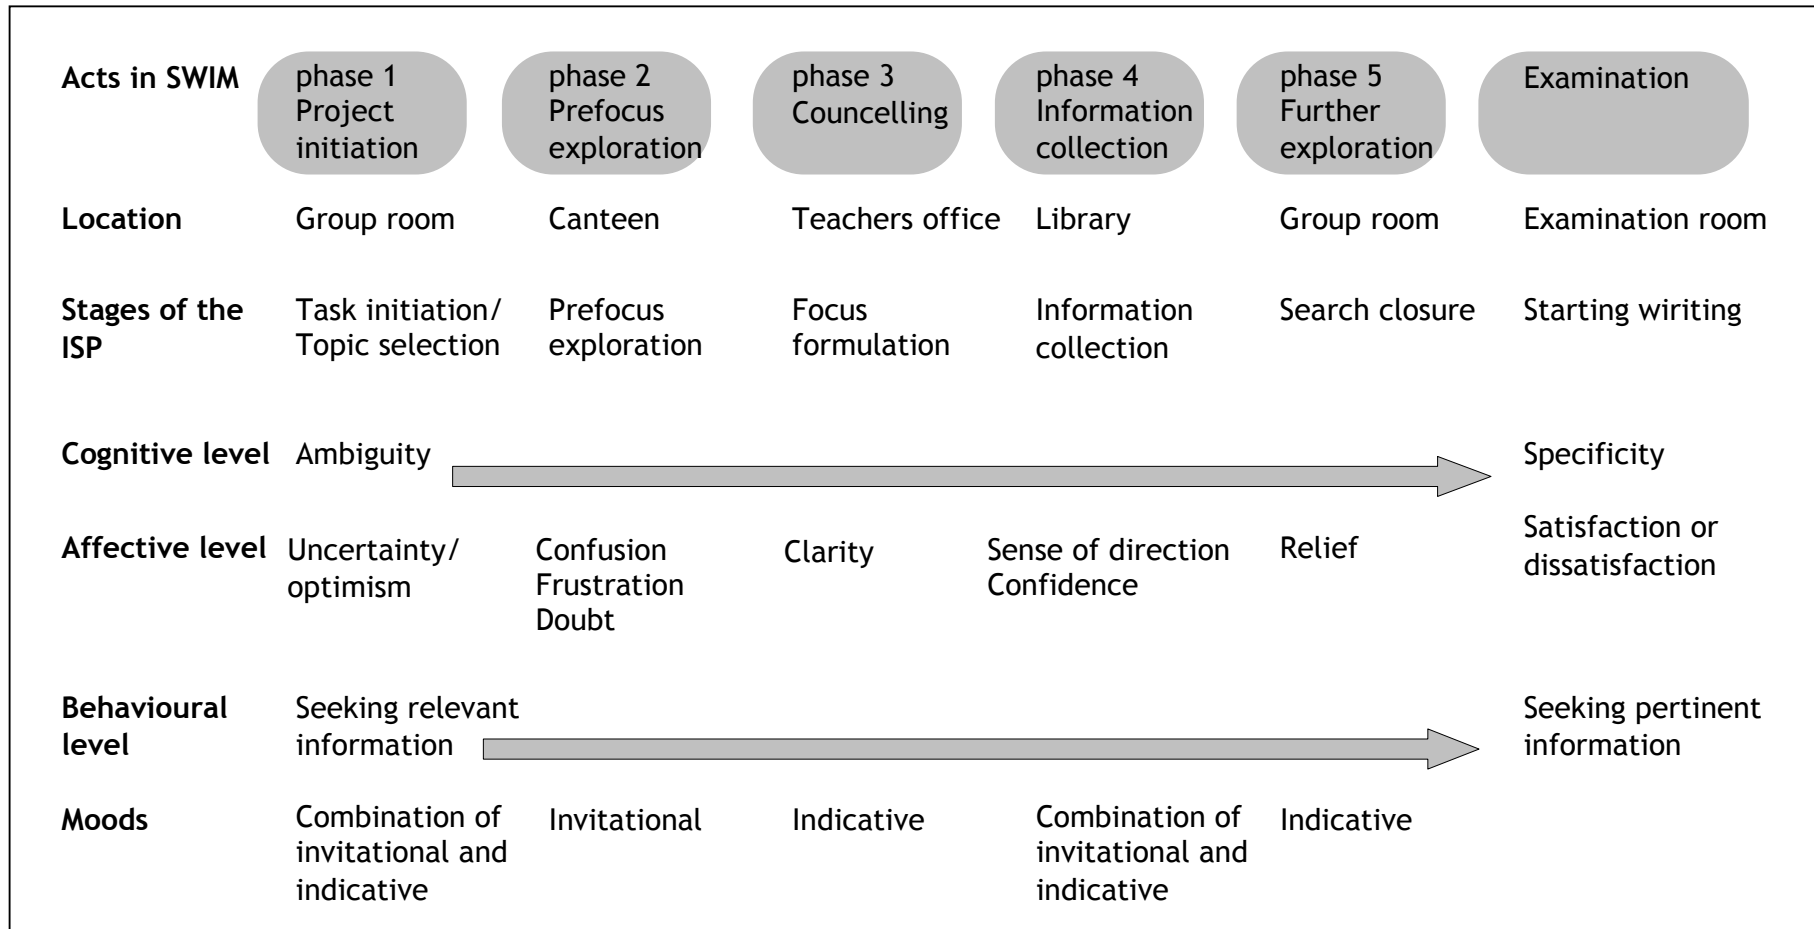 Acts in SWIM
phase 1
Project
initiation
phase 2
Prefocus
exploration
phase 3
Councelling
phase 4
Information
collection
phase 5
Further
exploration
Examination
Location
Group room
Canteen
Teachers office
Library
Group room
Examination room
Stages of the
ISP
Task initiation/
Topic selection
Prefocus
exploration
Focus
formulation
Information
collection
Search closure
Starting wiriting
Cognitive level
Ambiguity
Specificity
Affective level
Uncertainty/
optimism
Confusion
Frustration
Doubt
Clarity
Sense of direction
Confidence
Relief
Satisfaction or
dissatisfaction
Behavioural
level
Seeking relevant
information
Seeking pertinent
information
Moods
Combination of
invitational and
indicative
Invitational
Indicative
Combination of
invitational and
indicative
Indicative